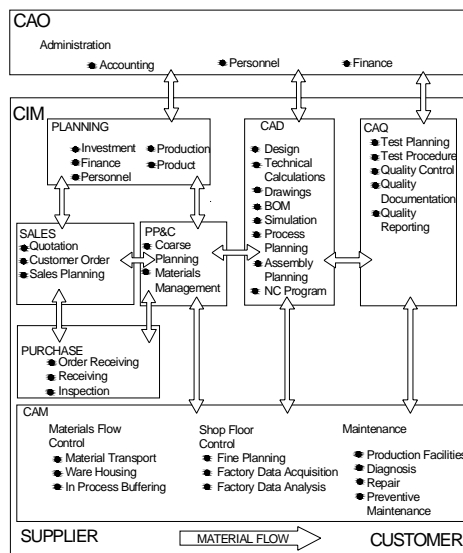 CAO
Administration
Accounting
Personnel
Finance
CIM
PLANNING
Investment
Finance
Personnel
Production
Product
CAD
Design
Technical
Calculations
Drawings
BOM
Simulation
Process
Planning
Assembly
Planning
NC Program
CAQ
Test Planning
Test Procedure
Quality Control
Quality
Documentation
Quality
Reporting
SALES
Quotation
Customer Order
Sales Planning
PP&C
Coarse
Planning
Materials
Management
PURCHASE
Order Receiving
Receiving
Inspection
CAM
Materials Flow
Control
Material Transport
Ware Housing
In Process Buffering
Shop Floor
Control
Fine Planning
Factory Data Acquisition
Factory Data Analysis
Maintenance
Production Facilities
Diagnosis
Repair
Preventive
Maintenance
SUPPLIER
MATERIAL FLOW
CUSTOMER